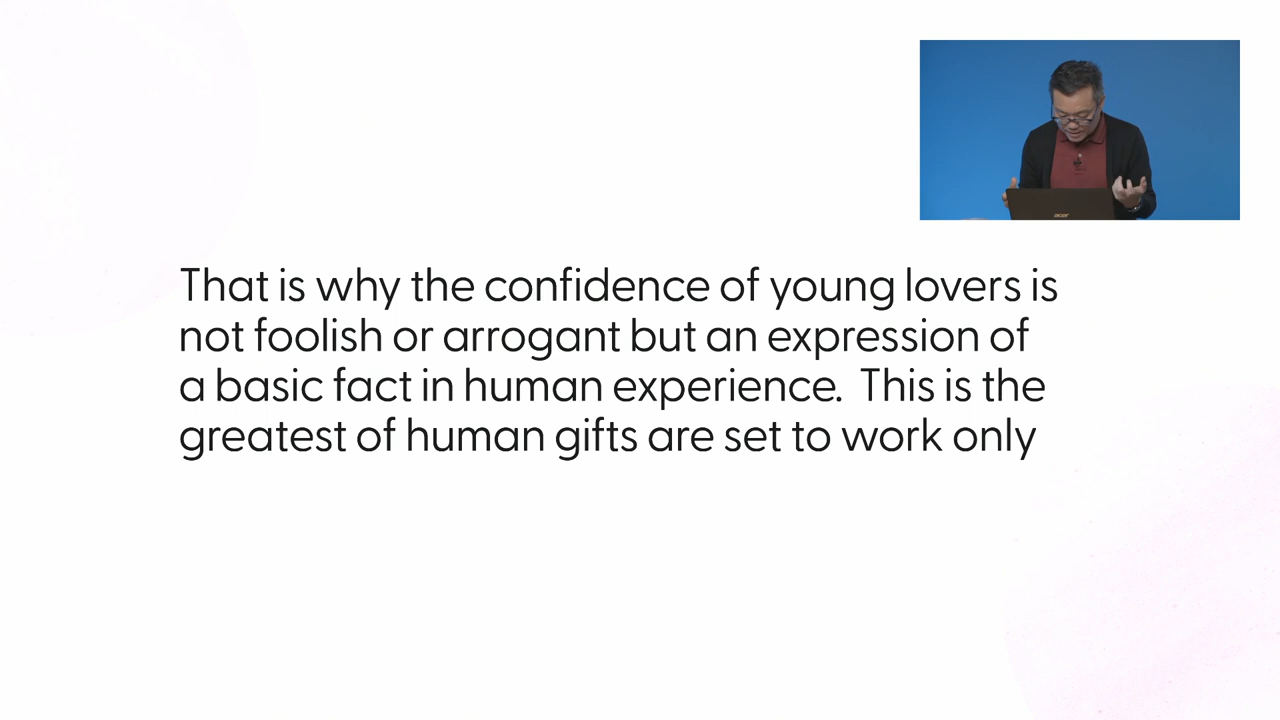 acer
That is why the confidence of young lovers is
not foolish or arrogant but an expression of
a basic fact in human experience.  This is the
greatest of human gifts are set to work only